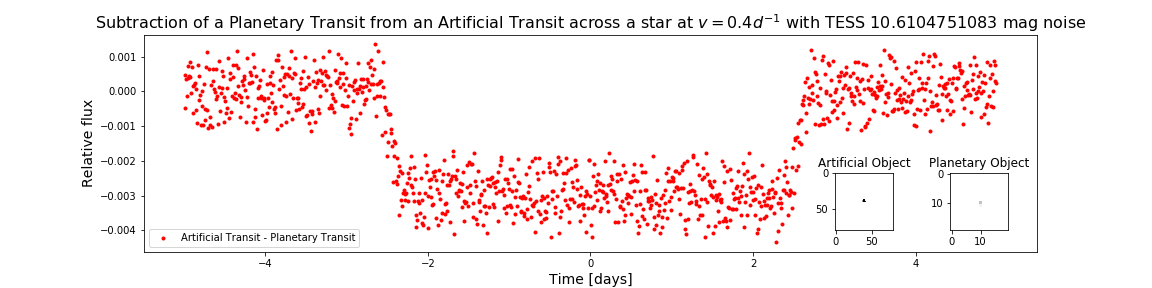 Subtraction of a Planetary Transit from an Artificial Transit across a star at v = 0.4d⁻¹ with TESS 10.6104751083 mag noise
Relative flux
0.001
0.000
−0.001
−0.002
−0.003
−0.004
Artificial Transit - Planetary Transit
Artificial Object
0
50
0 50
Planetary Object
0
10
0 10
−4 −2 0 2 4
Time [days]